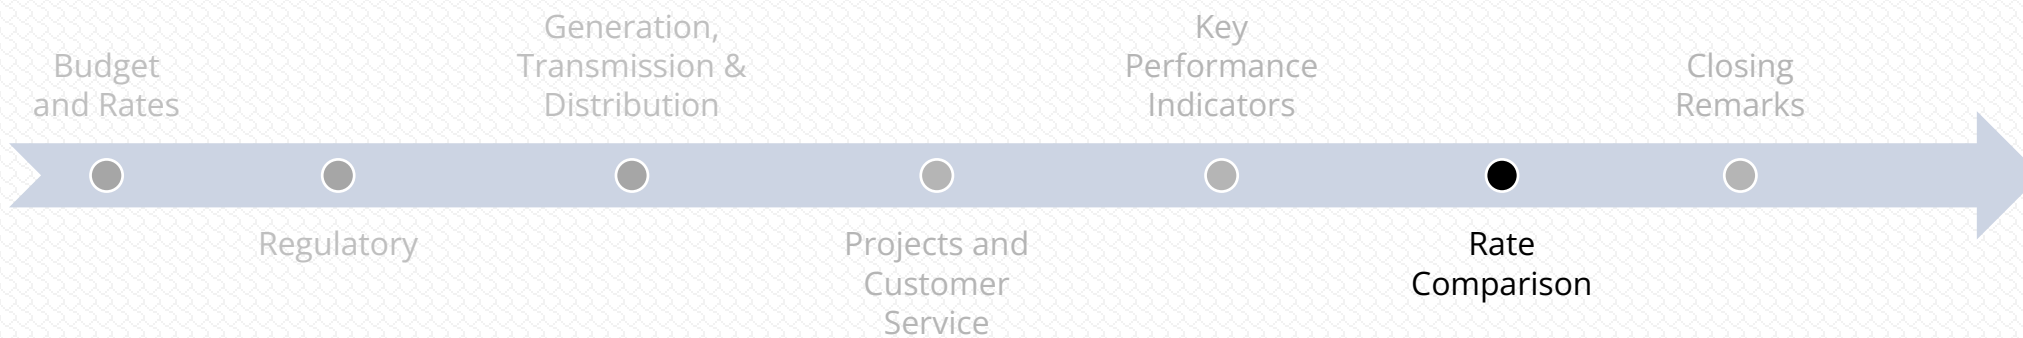 Budget
and Rates
Regulatory
Generation,
Transmission &
Distribution
Projects and
Customer
Service
Key
Performance
Indicators
Rate
Comparison
Closing
Remarks